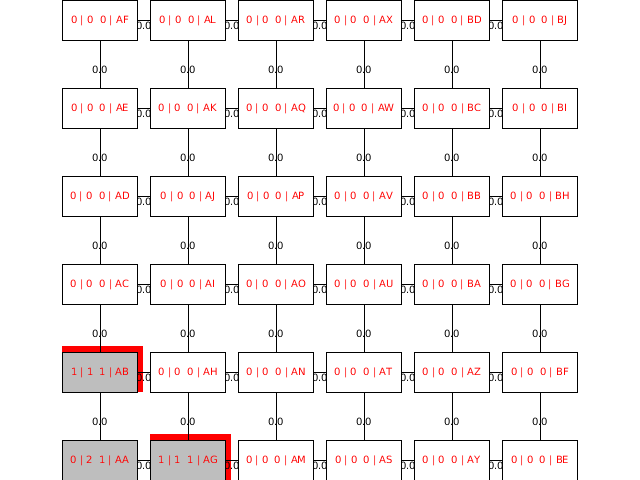 0 | 0 0 | AF 0.0 0 | 0 0 | AL 0.0 0 | 0 0 | AR 0.0 0 | 0 0 | AX 0.0 0 | 0 0 | BD 0.0 0 | 0 0 | BJ
0.0 0.0 0.0 0.0 0.0 0.0
0 | 0 0 | AE 0.0 0 | 0 0 | AK 0.0 0 | 0 0 | AQ 0.0 0 | 0 0 | AW 0.0 0 | 0 0 | BC 0.0 0 | 0 0 | BI
0.0 0.0 0.0 0.0 0.0 0.0
0 | 0 0 | AD 0.0 0 | 0 0 | AJ 0.0 0 | 0 0 | AP 0.0 0 | 0 0 | AV 0.0 0 | 0 0 | BB 0.0 0 | 0 0 | BH
0.0 0.0 0.0 0.0 0.0 0.0
0 | 0 0 | AC 0.0 0 | 0 0 | AI 0.0 0 | 0 0 | AO 0.0 0 | 0 0 | AU 0.0 0 | 0 0 | BA 0.0 0 | 0 0 | BG
0.0 0.0 0.0 0.0 0.0 0.0
1 | 1 1 | AB 0.0 0 | 0 0 | AH 0.0 0 | 0 0 | AN 0.0 0 | 0 0 | AT 0.0 0 | 0 0 | AZ 0.0 0 | 0 0 | BF
0.0 0.0 0.0 0.0 0.0 0.0
0 | 2 1 | AA 0.0 1 | 1 1 | AG 0.0 0 | 0 0 | AM 0.0 0 | 0 0 | AS 0.0 0 | 0 0 | AY 0.0 0 | 0 0 | BE